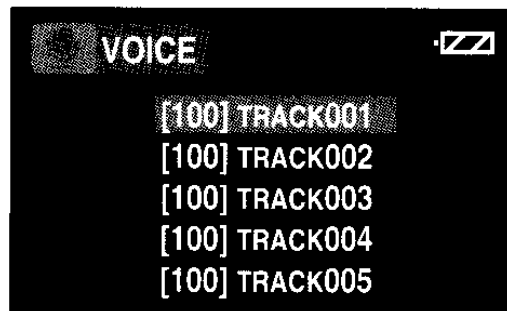 VOICE
[100] TRACK001
[100] TRACK002
[100] TRACK003
[100] TRACK004
[100] TRACK005